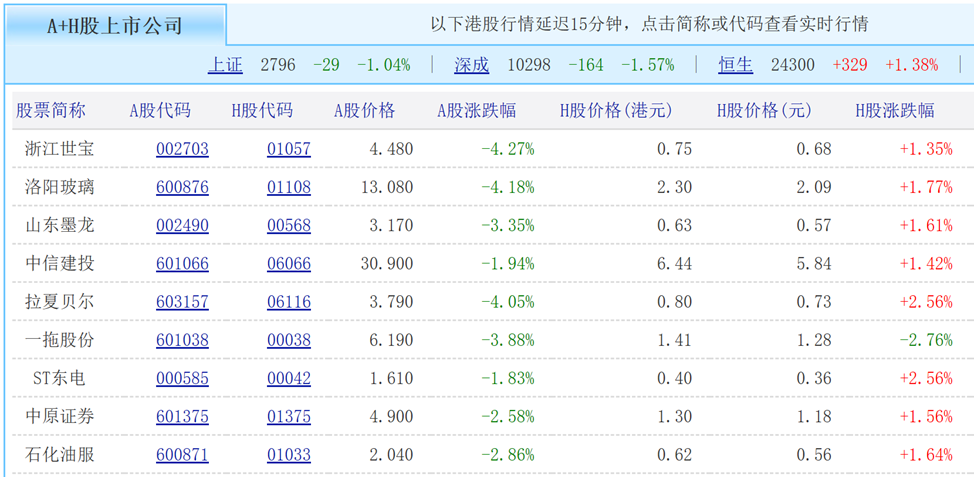 A+H股上市公司 以下港股行情延迟15分钟，点击简称或代码查看实时行情
上证 2796 -29 -1.04% | 深成 10298 -164 -1.57% | 恒生 24300 +329 +1.38% |
股票简称 A股代码 H股代码 A股价格 A股涨跌幅 H股价格(港元) H股价格(元) H股涨跌幅
浙江世宝 002703 01057 4.480 -4.27% 0.75 0.68 +1.35%
洛阳玻璃 600876 01108 13.080 -4.18% 2.30 2.09 +1.77%
山东墨龙 002490 00568 3.170 -3.35% 0.63 0.57 +1.61%
中信建投 601066 06066 30.900 -1.94% 6.44 5.84 +1.42%
拉夏贝尔 603157 06116 3.790 -4.05% 0.80 0.73 +2.56%
一拖股份 601038 00038 6.190 -3.88% 1.41 1.28 -2.76%
ST东电 000585 00042 1.610 -1.83% 0.40 0.36 +2.56%
中原证券 601375 01375 4.900 -2.58% 1.30 1.18 +1.56%
石化油服 600871 01033 2.040 -2.86% 0.62 0.56 +1.64%